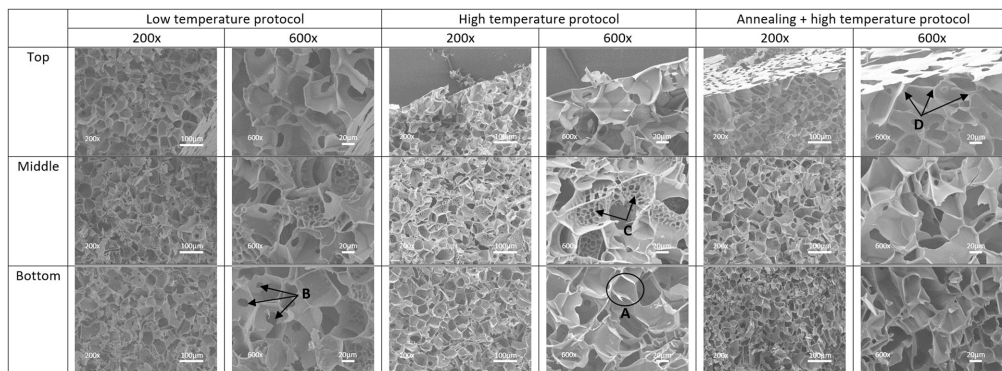 Low temperature protocol High temperature protocol Annealing + high temperature protocol
200x 600x 200x 600x 200x 600x
Top
200x 100µm 600x 20µm 200x 100µm 600x 20µm 200x 100µm 600x 20µm
D
Middle
200x 100µm 600x 20µm 200x 100µm 600x 20µm 200x 100µm 600x 20µm
C
Bottom
B
A
200x 100µm 600x 20µm 200x 100µm 600x 20µm 200x 100µm 600x 20µm